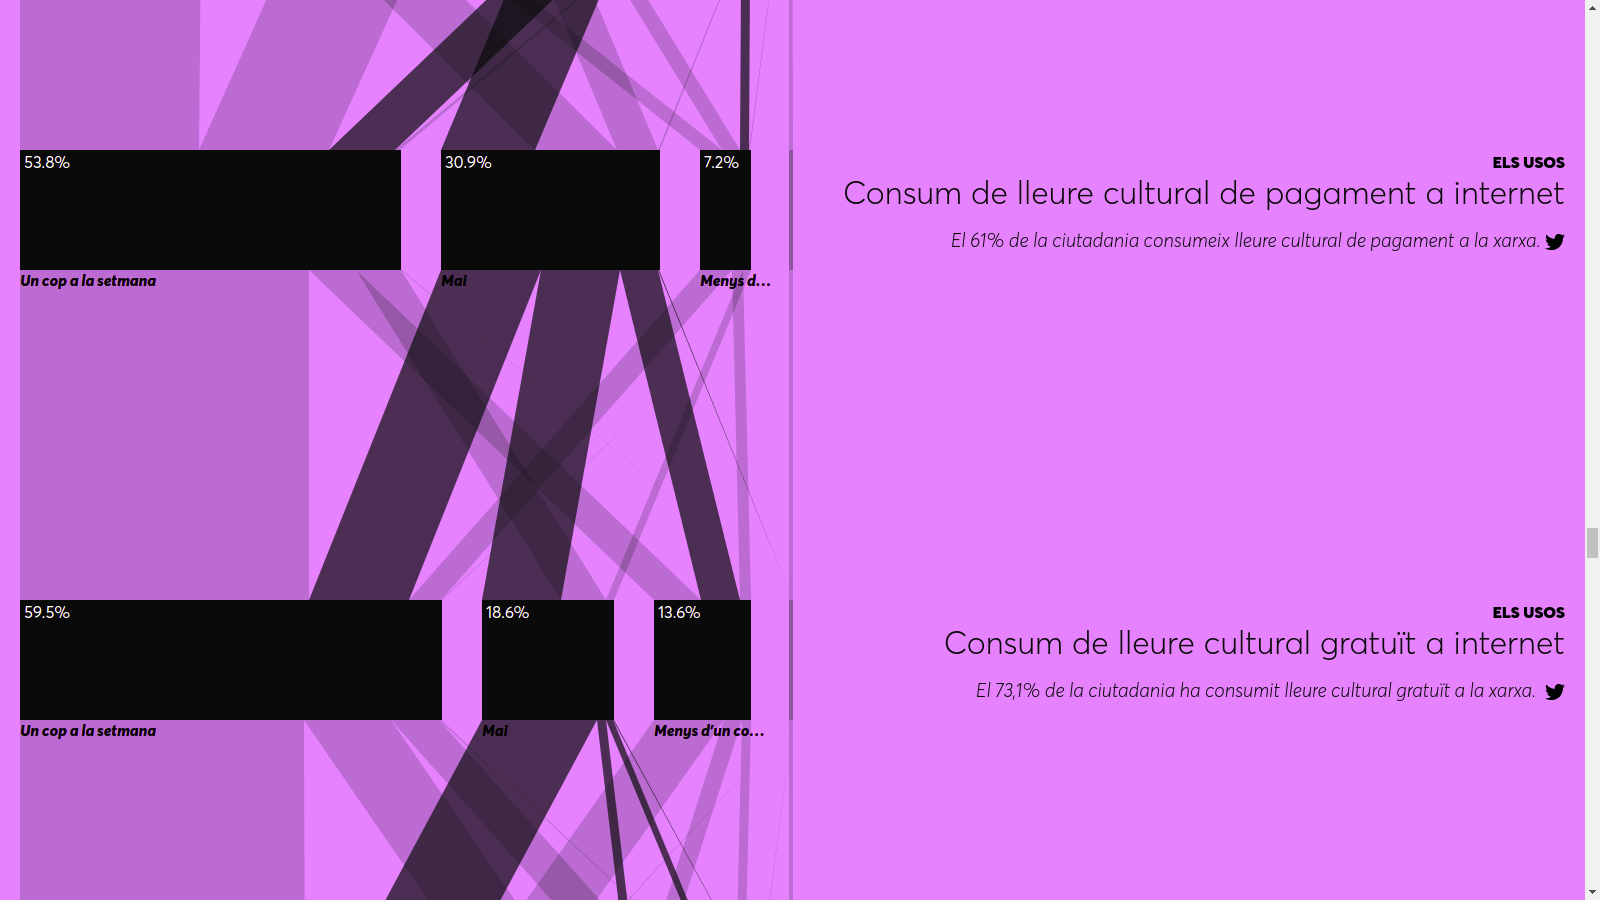 53.8%
30.9%
7.2%
Un cop a la setmana
Mai
Menys d...
ELS USOS
Consum de lleure cultural de pagament a internet
El 61% de la ciutadania consumeix lleure cultural de pagament a la xarxa.
59.5%
18.6%
13.6%
Un cop a la setmana
Mai
Menys d'un co...
ELS USOS
Consum de lleure cultural gratuït a internet
El 73,1% de la ciutadania ha consumit lleure cultural gratuït a la xarxa.